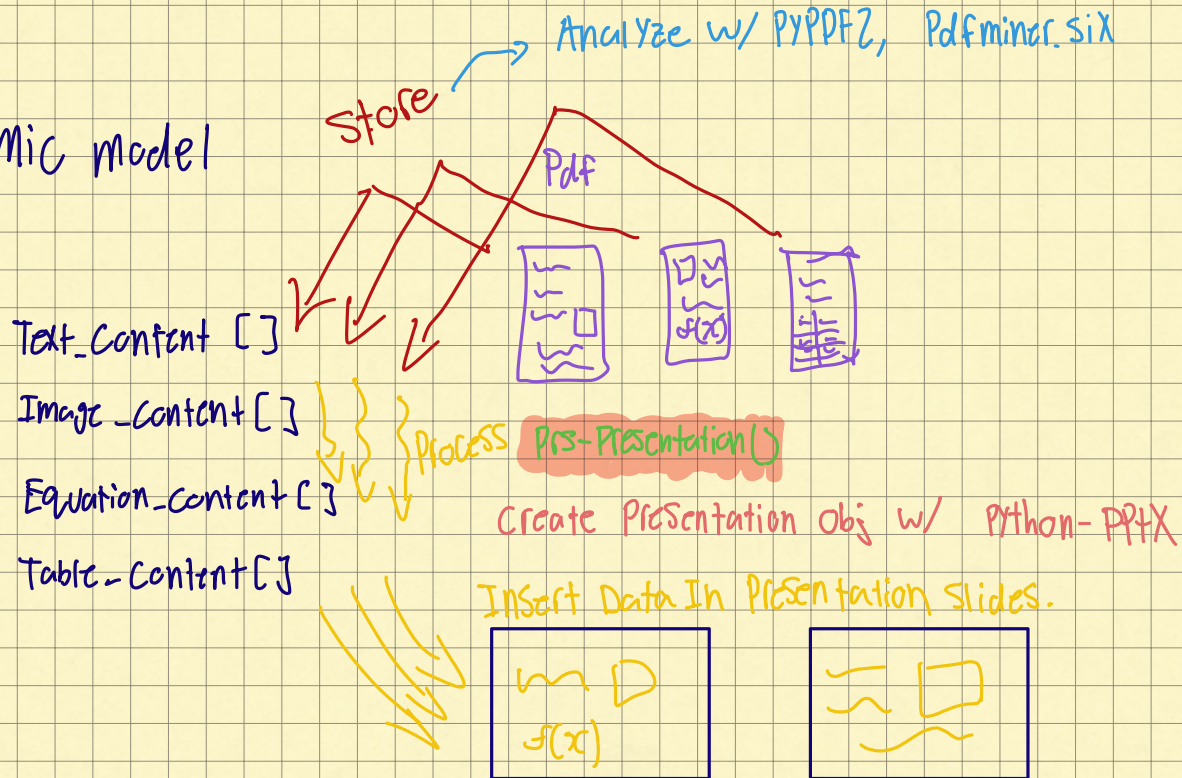 Analyze w/ PYPDF2, Pdfminer.six
Store
Mic model
Pdf
f(x)
Text_Content []
Image_Content []
Process
Prs-Presentation()
Equation_Content []
Create Presentation Obj w/ Python-PPtX
Table_Content []
Insert Data In Presentation Slides.
f(x)